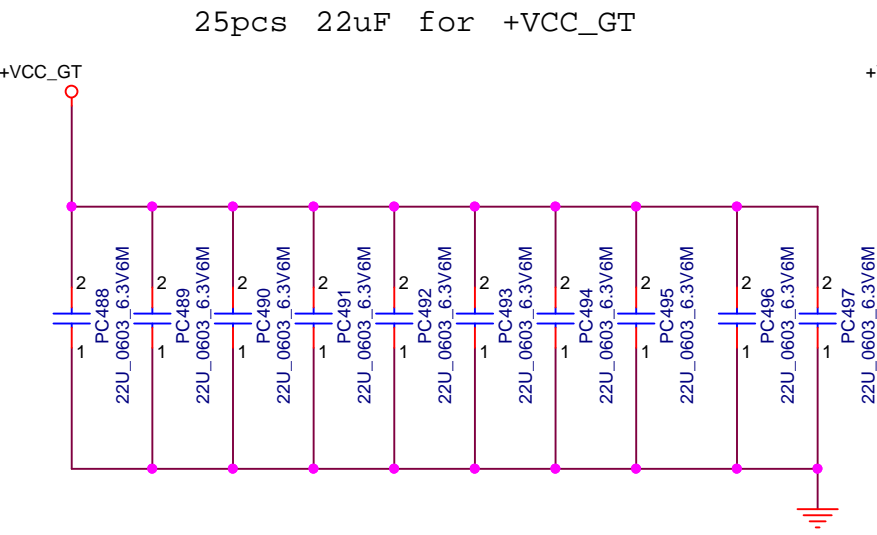 25pcs 22uF for +VCC_GT
+VCC_GT
+
2
1
PC488
22U_0603_6.3V6M
2
1
PC489
22U_0603_6.3V6M
2
1
PC490
22U_0603_6.3V6M
2
1
PC491
22U_0603_6.3V6M
2
1
PC492
22U_0603_6.3V6M
2
1
PC493
22U_0603_6.3V6M
2
1
PC494
22U_0603_6.3V6M
2
1
PC495
22U_0603_6.3V6M
2
1
PC496
22U_0603_6.3V6M
2
1
PC497
22U_0603_6.3V6M